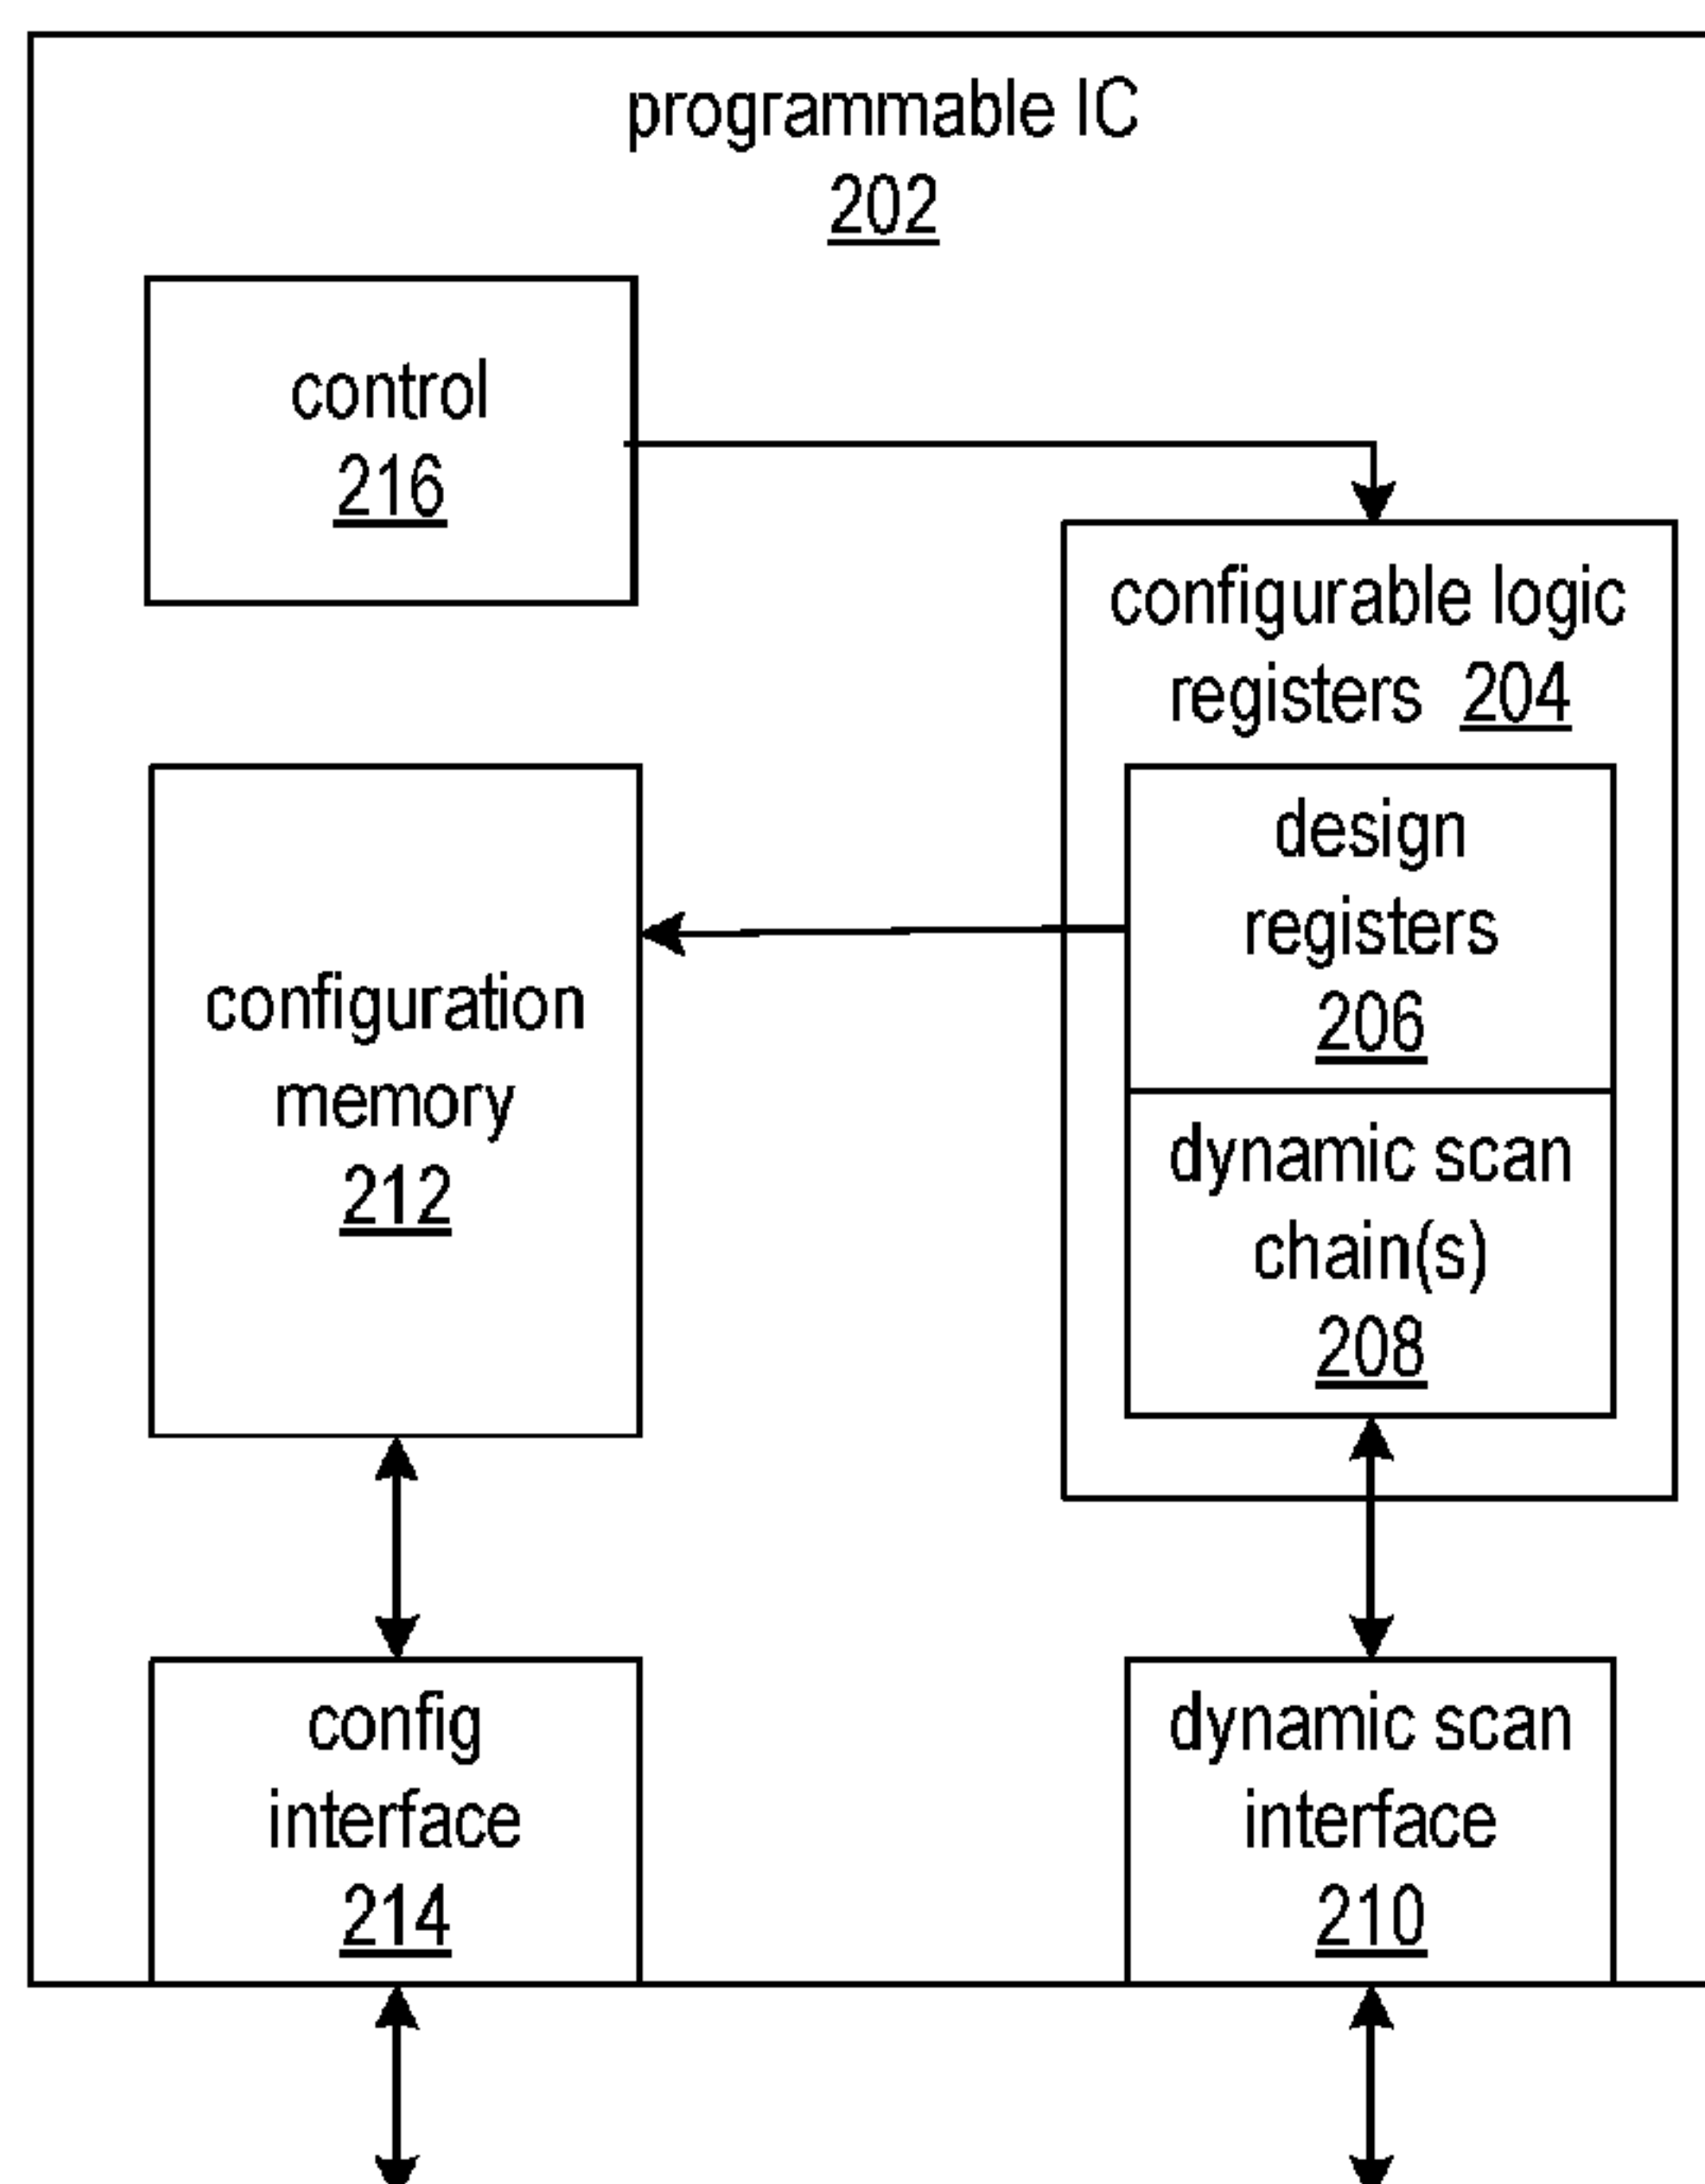 programmable IC
202
control
216
configurable logic
registers 204
design
registers
206
configuration
memory
212
dynamic scan
chain(s)
208
config
interface
214
dynamic scan
interface
210